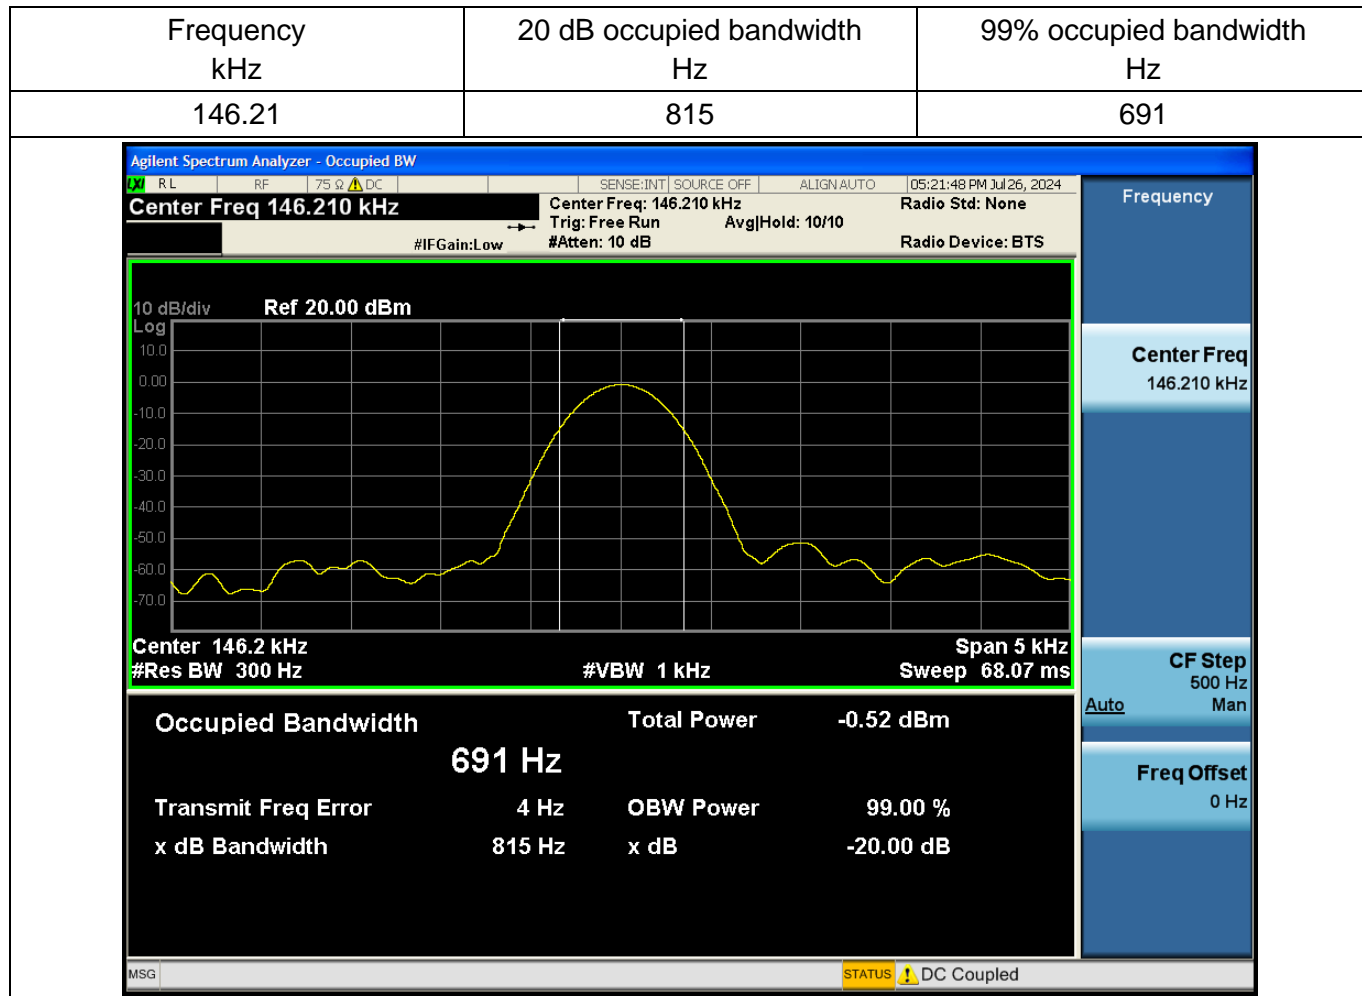 Frequency
kHz
20 dB occupied bandwidth
Hz
99% occupied bandwidth
Hz
146.21
815
691
Agilent Spectrum Analyzer - Occupied BW
LXI RL RF 75 Ω DC SENSE:INT SOURCE OFF ALIGN AUTO 05:21:48 PM Jul 26, 2024
Center Freq 146.210 kHz
Center Freq: 146.210 kHz
Radio Std: None
Trig: Free Run Avg|Hold: 10/10
#IFGain:Low
#Atten: 10 dB
Radio Device: BTS
10 dB/div Ref 20.00 dBm
Log
10.0
0.00
-10.0
-20.0
-30.0
-40.0
-50.0
-60.0
-70.0
Center 146.2 kHz Span 5 kHz
#Res BW 300 Hz #VBW 1 kHz Sweep 68.07 ms
Occupied Bandwidth Total Power -0.52 dBm
691 Hz
Transmit Freq Error 4 Hz OBW Power 99.00 %
x dB Bandwidth 815 Hz x dB -20.00 dB
MSG STATUS DC Coupled
Frequency
Center Freq
146.210 kHz
CF Step
500 Hz
Auto Man
Freq Offset
0 Hz